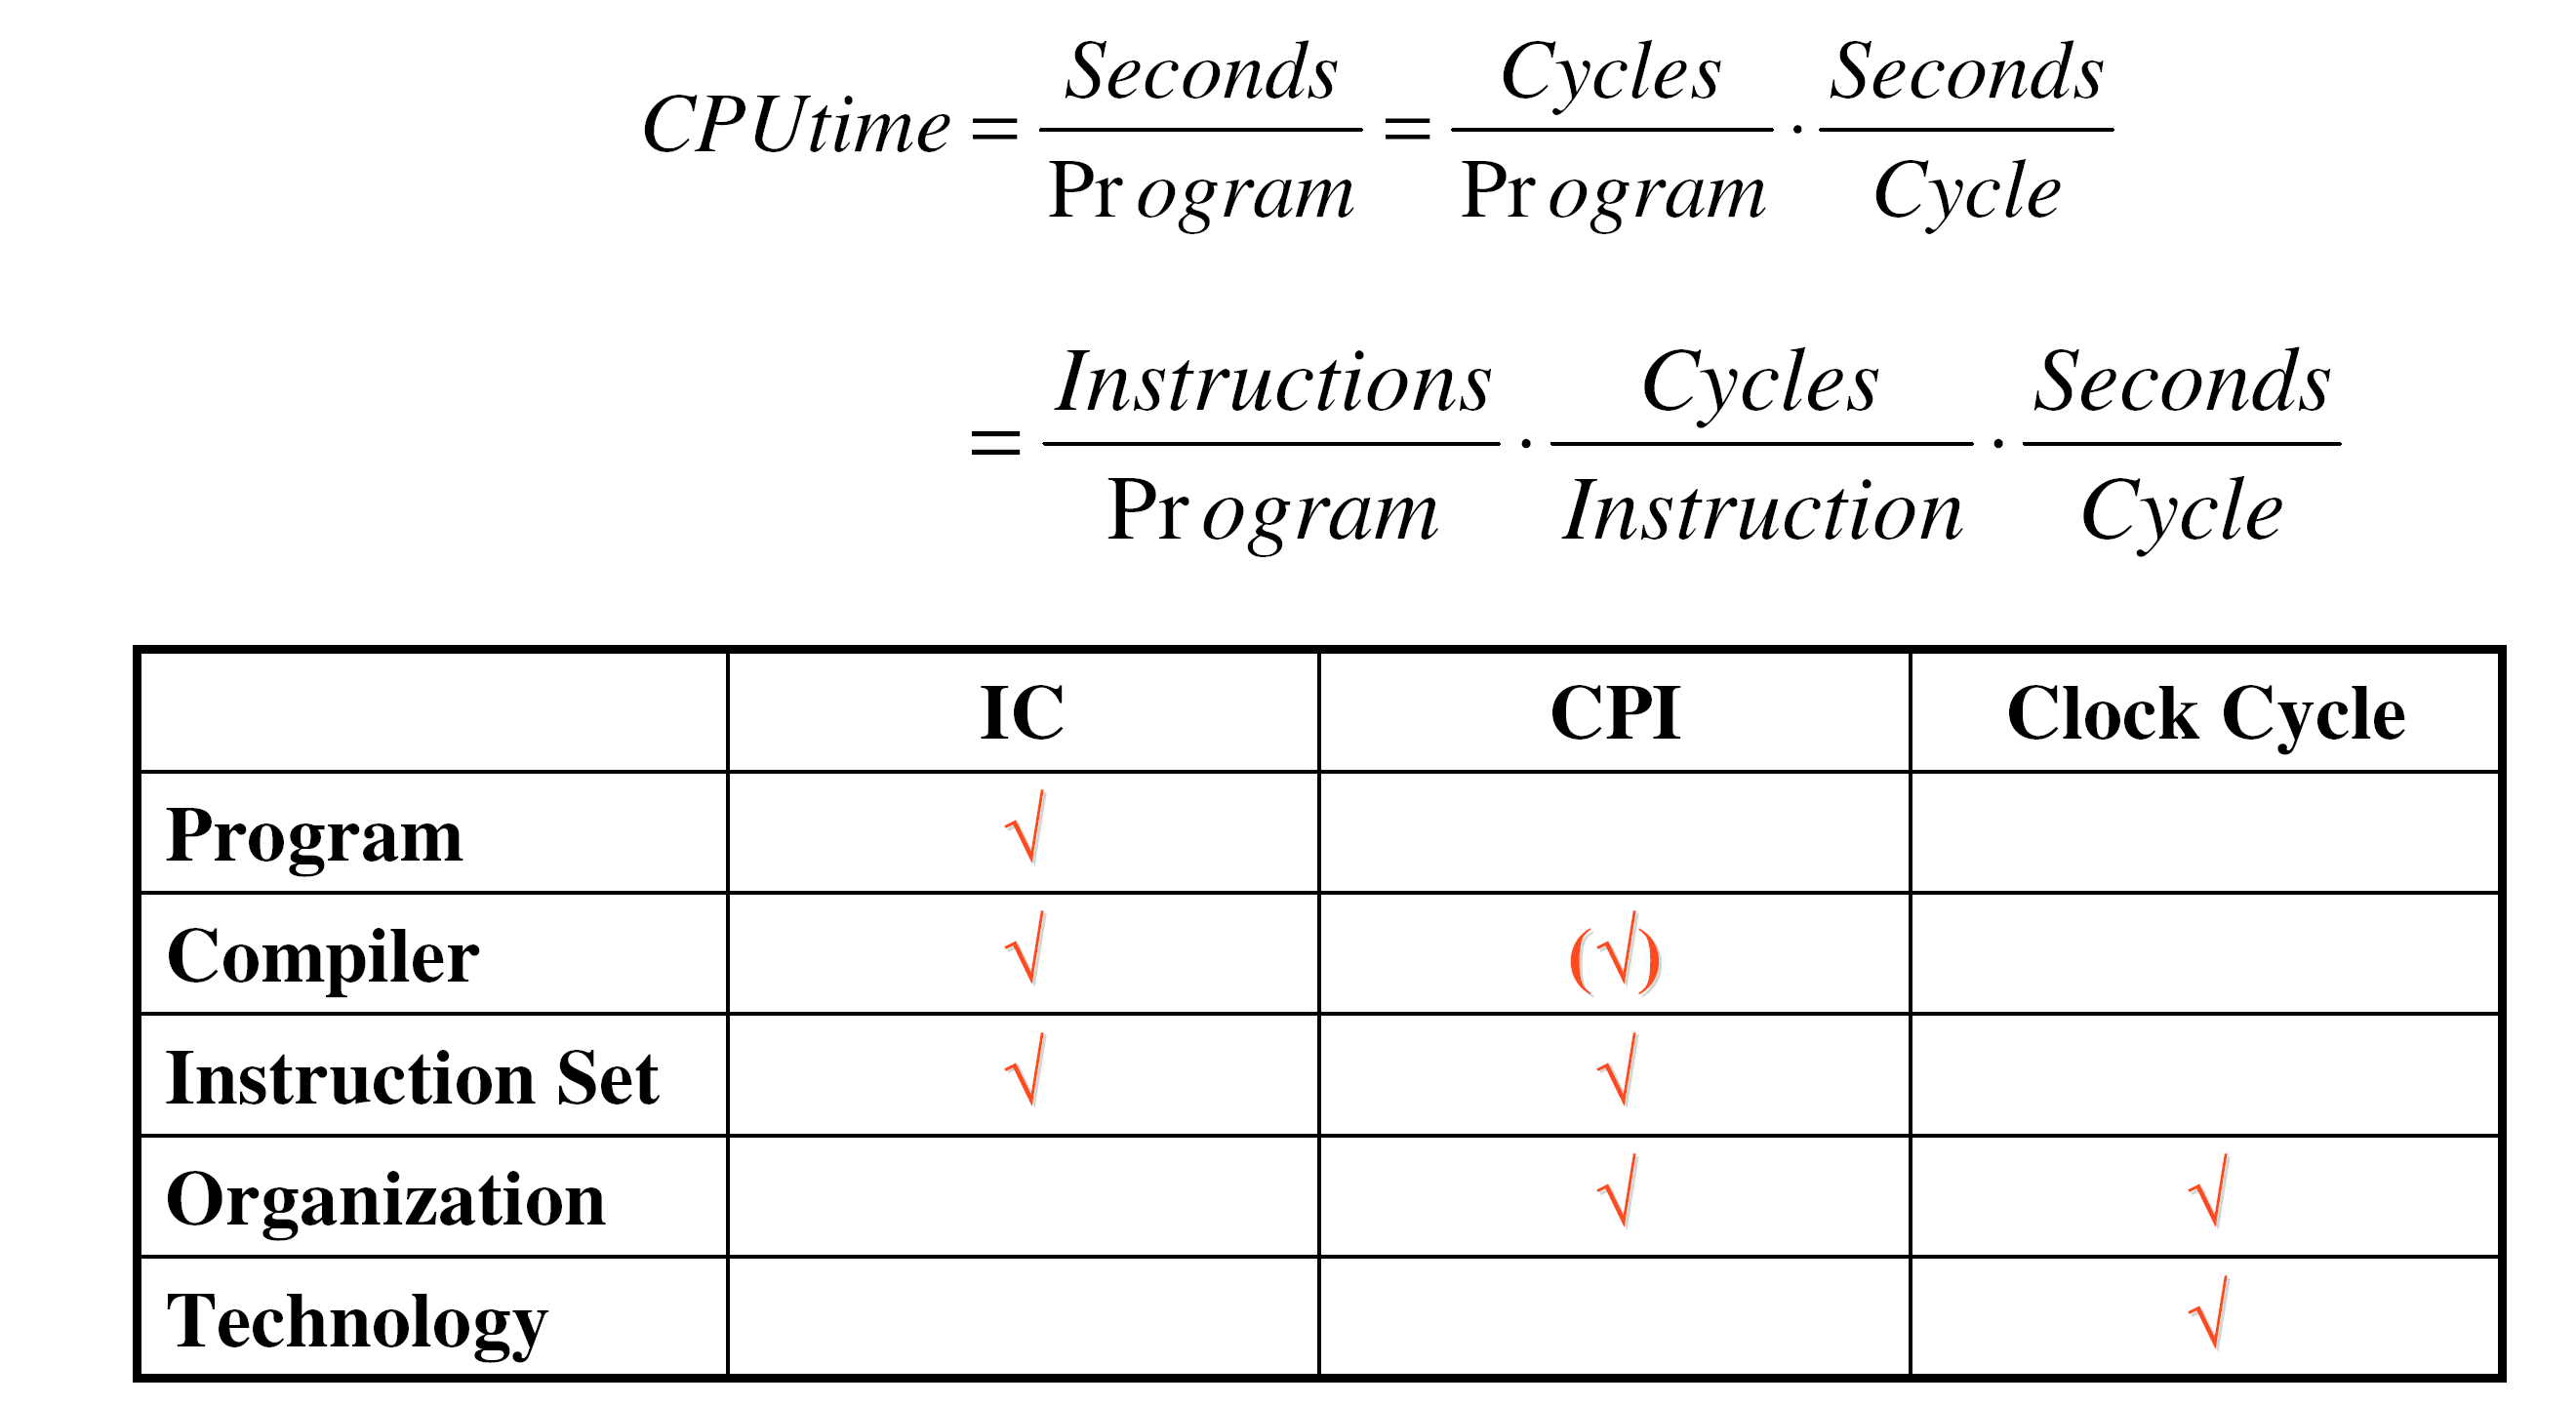 CPUtime = Seconds / Program = Cycles / Program · Seconds / Cycle
= Instructions / Program · Cycles / Instruction · Seconds / Cycle
IC CPI Clock Cycle
Program √
Compiler √ (√)
Instruction Set √ √
Organization √ √
Technology √